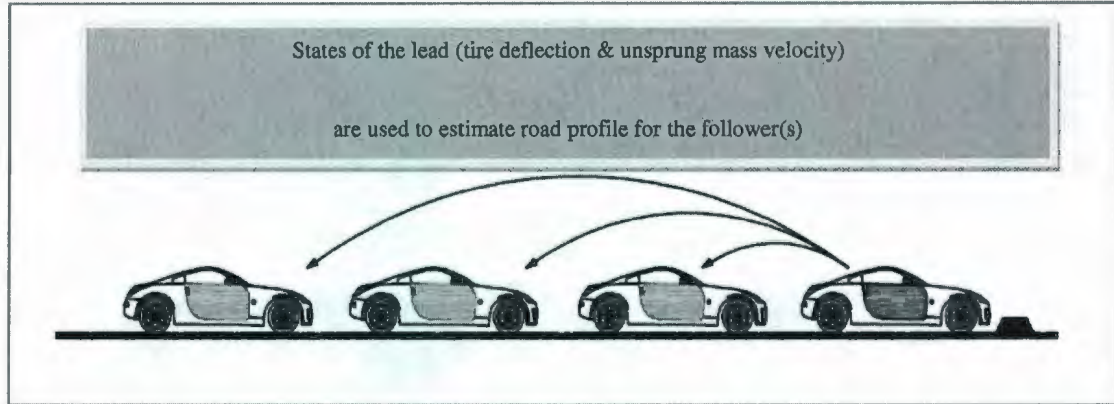 States of the lead (tire deflection & unsprung mass velocity)
are used to estimate road profile for the follower(s)